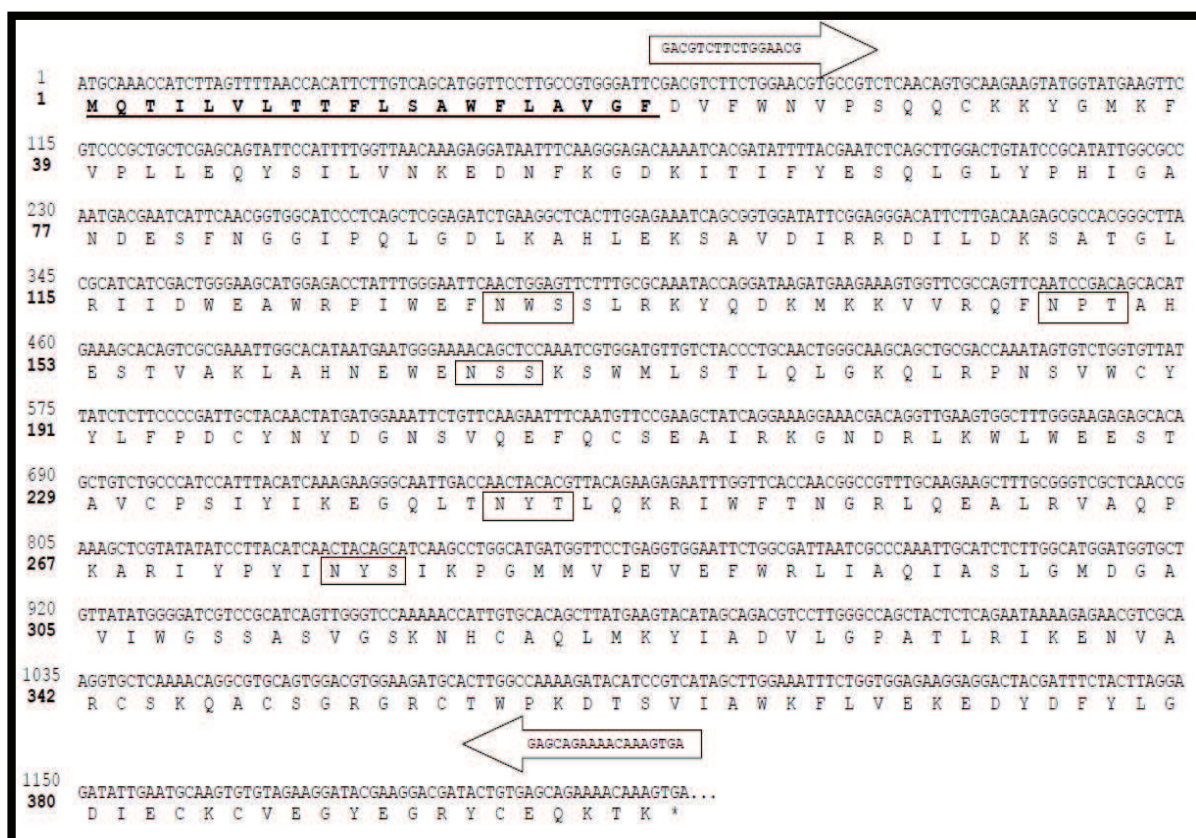 GACGTCTTCTGGAACG
1
ATGCAAACCATCTTAGTTTTAACCACATTCTTGTCAGCATGGTTCCTTGCCGTGGGATTCGACGTCTTCTGGAACGTGCCGTCTCAACAGTGCAAGAAGTATGGTATGAAGTTC
1
M Q T I L V L T T F L S A W F L A V G F D V F W N V P S Q Q C K K Y G M K F
115
GTCCCGCTGCTCGAGCAGTATTCCATTTTGGTTAACAAAGAGGATAATTTCAAGGGAGACAAAATCACGATATTTTACGAATCTCAGCTTGGACTGTATCCGCATATTGGCGCC
39
V P L L E Q Y S I L V N K E D N F K G D K I T I F Y E S Q L G L Y P H I G A
230
AATGACGAATCATTCAACGGTGGCATCCCTCAGCTCGGAGATCTGAAGGCTCACTTGGAGAAATCAGCGGTGGATATTCGGAGGGACATTCTTGACAAGAGCGCCACGGGCTTA
77
N D E S F N G G I P Q L G D L K A H L E K S A V D I R R D I L D K S A T G L
345
CGCATCATCGACTGGGAAGCATGGAGACCTATTTGGGAATTCAACTGGAGTTCTTTGCGCAAATACCAGGATAAGATGAAGAAAGTGGTTCGCCAGTTCAATCCGACAGCACAT
115
R I I D W E A W R P I W E F N W S S L R K Y Q D K M K K V V R Q F N P T A H
460
GAAAGCACAGTCGCGAAATTGGCACATAATGAATGGGAAAACAGCTCCAAATCGTGGATGTTGTCTACCCTGCAACTGGGCAAGCAGCTGCGACCAAATAGTGTCTGGTGTTAT
153
E S T V A K L A H N E W E N S S K S W M L S T L Q L G K Q L R P N S V W C Y
575
TATCTCTTCCCCGATTGCTACAACTATGATGGAAATTCTGTTCAAGAATTTCAATGTTCCGAAGCTATCAGGAAAGGAAACGACAGGTTGAAGTGGCTTTGGGAAGAGAGCACA
191
Y L F P D C Y N Y D G N S V Q E F Q C S E A I R K G N D R L K W L W E E S T
690
GCTGTCTGCCCATCCATTTACATCAAAGAAGGGCAATTGACCAACTACACGTTACAGAAGAGAATTTGGTTCACCAACGGCCGTTTGCAAGAAGCTTTGCGGGTCGCTCAACCG
229
A V C P S I Y I K E G Q L T N Y T L Q K R I W F T N G R L Q E A L R V A Q P
805
AAAGCTCGTATATATCCTTACATCAACTACAGCATCAAGCCTGGCATGATGGTTCCTGAGGTGGAATTCTGGCGATTAATCGCCCAAATTGCATCTCTTGGCATGGATGGTGCT
267
K A R I Y P Y I N Y S I K P G M M V P E V E F W R L I A Q I A S L G M D G A
920
GTTATATGGGGATCGTCCGCATCAGTTGGGTCCAAAAACCATTGTGCACAGCTTATGAAGTACATAGCAGACGTCCTTGGGCCAGCTACTCTCAGAATAAAAGAGAACGTCGCA
305
V I W G S S A S V G S K N H C A Q L M K Y I A D V L G P A T L R I K E N V A
1035
AGGTGCTCAAAACAGGCGTGCAGTGGACGTGGAAGATGCACTTGGCCAAAAGATACATCCGTCATAGCTTGGAAATTTCTGGTGGAGAAGGAGGACTACGATTTCTACTTAGGA
342
R C S K Q A C S G R G R C T W P K D T S V I A W K F L V E K E D Y D F Y L G
GAGCAGAAAACAAAGTGA
1150
GATATTGAATGCAAGTGTGTAGAAGGATACGAAGGACGATACTGTGAGCAGAAAACAAAGTGA...
380
D I E C K C V E G Y E G R Y C E Q K T K *